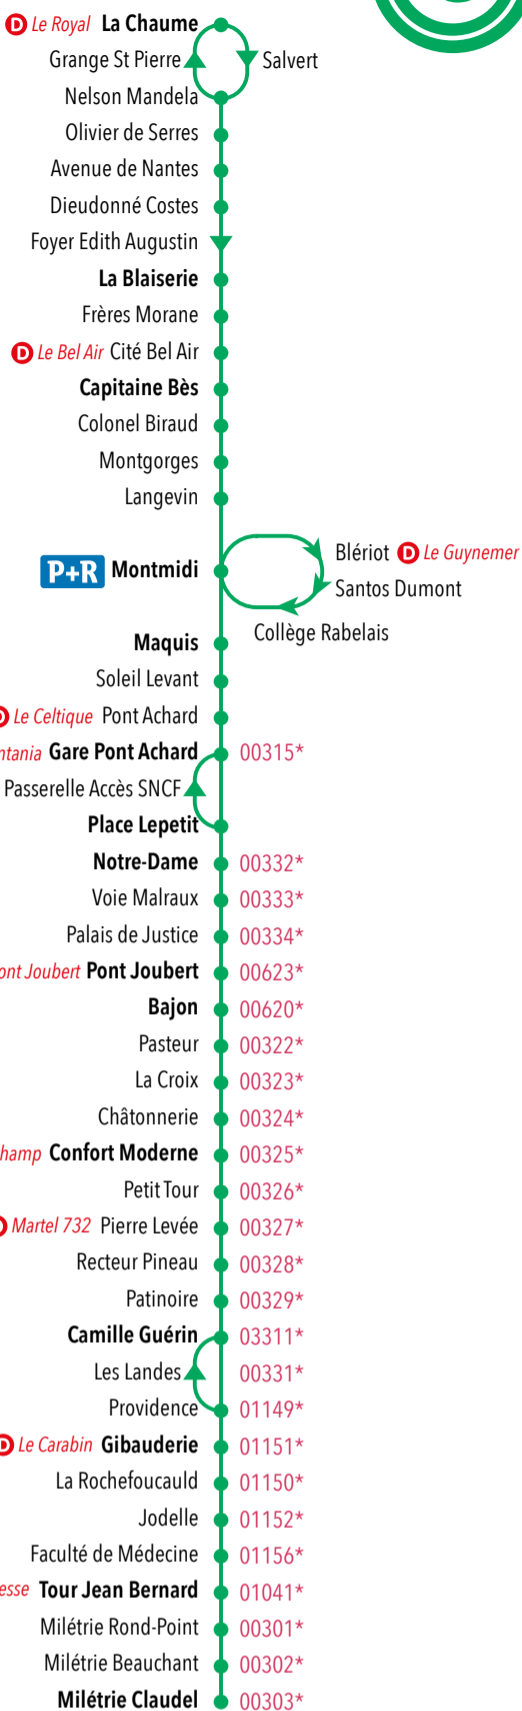 D Le Royal La Chaume
Grange St Pierre Salvert
Nelson Mandela
Olivier de Serres
Avenue de Nantes
Dieudonné Costes
Foyer Edith Augustin
La Blaiserie
Frères Morane
D Le Bel Air Cité Bel Air
Capitaine Bès
Colonel Biraud
Montgorges
Langevin
Blériot D Le Guynemer
P+R Montmidi
Santos Dumont
Collège Rabelais
Maquis
Soleil Levant
D Le Celtique Pont Achard
Gare Pont Achard 00315*
Passerelle Accès SNCF
Place Lepetit
Notre-Dame 00332*
Voie Malraux 00333*
Palais de Justice 00334*
Joubert Pont Joubert 00623*
Bajon 00620*
Pasteur 00322*
La Croix 00323*
Châtonnerie 00324*
Confort Moderne 00325*
Petit Tour 00326*
D Martel 732 Pierre Levée 00327*
Recteur Pineau 00328*
Patinoire 00329*
Camille Guérin 03311*
Les Landes 00331*
Providence 01149*
D Le Carabin Gibauderie 01151*
La Rochefoucauld 01150*
Jodelle 01152*
Faculté de Médecine 01156*
Tour Jean Bernard 01041*
Milétrie Rond-Point 00301*
Milétrie Beauchant 00302*
Milétrie Claudel 00303*